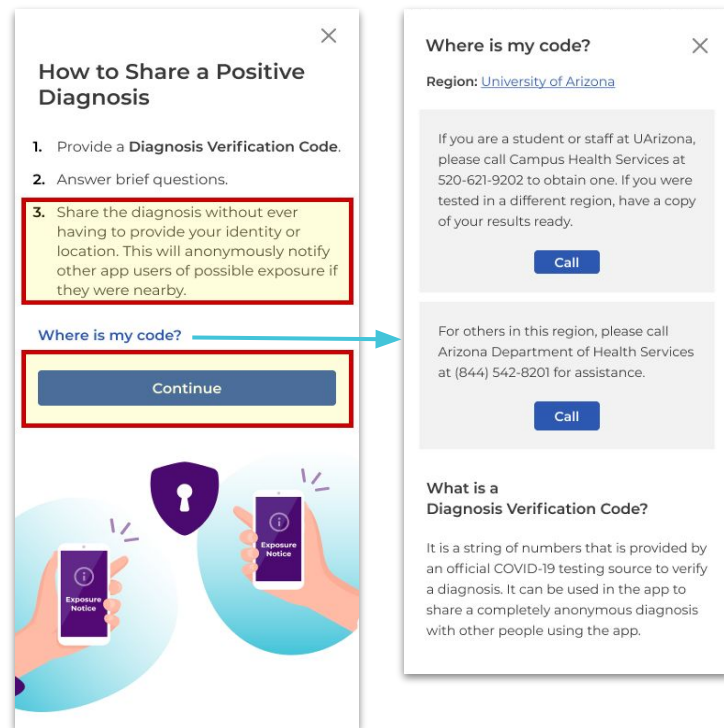 How to Share a Positive
Diagnosis
1. Provide a Diagnosis Verification Code.
2. Answer brief questions.
3. Share the diagnosis without ever
having to provide your identity or
location. This will anonymously notify
other app users of possible exposure if
they were nearby.
Where is my code?
Continue
Exposure
Notice
Exposure
Notice
Where is my code?
Region: University of Arizona
If you are a student or staff at UArizona,
please call Campus Health Services at
520-621-9202 to obtain one. If you were
tested in a different region, have a copy
of your results ready.
Call
For others in this region, please call
Arizona Department of Health Services
at (844) 542-8201 for assistance.
Call
What is a
Diagnosis Verification Code?
It is a string of numbers that is provided by
an official COVID-19 testing source to verify
a diagnosis. It can be used in the app to
share a completely anonymous diagnosis
with other people using the app.